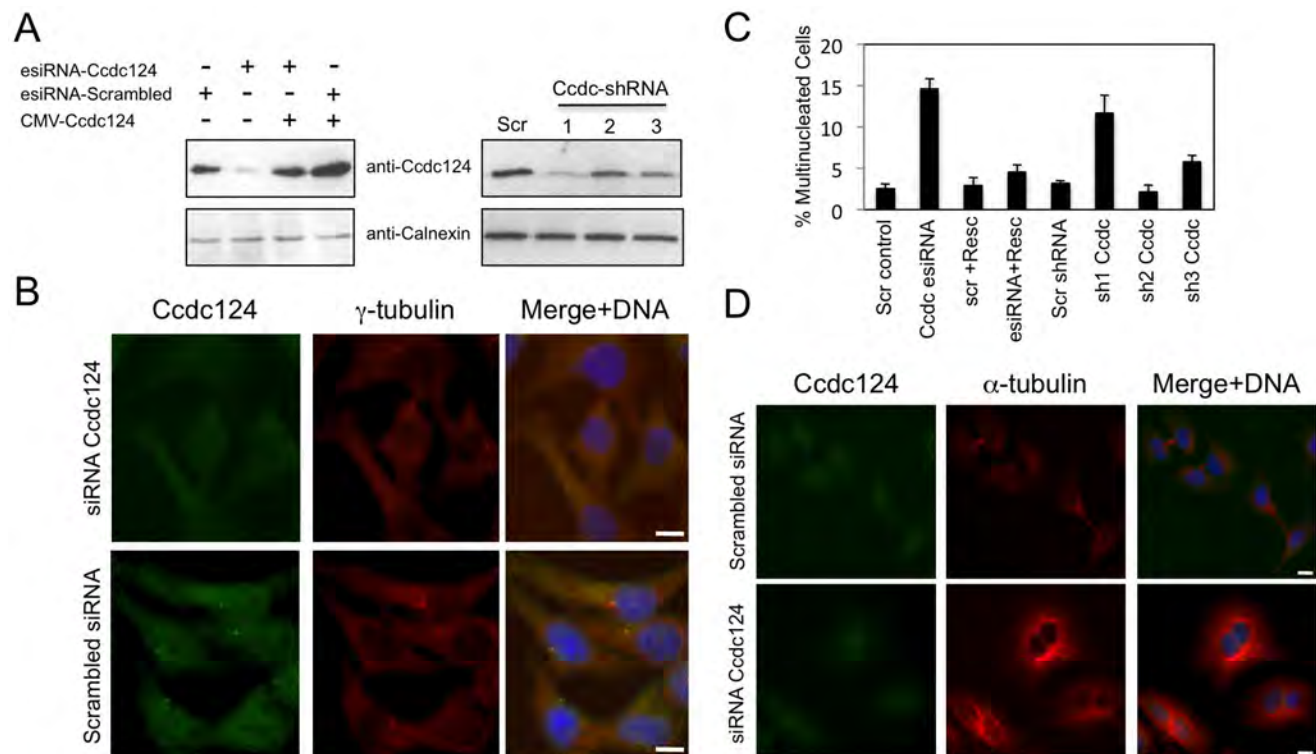 A
esiRNA-Ccdc124 - + + -
esiRNA-Scrambled + - - +
CMV-Ccdc124 - - + +
anti-Ccdc124
anti-Calnexin
Ccdc-shRNA
Scr 1 2 3
B
Ccdc124 γ-tubulin Merge+DNA
siRNA Ccdc124
Scrambled siRNA
C
% Multinucleated Cells
20
15
10
5
0
Scr control
Ccdc esiRNA
scr +Resc
esiRNA+Resc
Scr shRNA
sh1 Ccdc
sh2 Ccdc
sh3 Ccdc
D
Ccdc124 α-tubulin Merge+DNA
Scrambled siRNA
siRNA Ccdc124